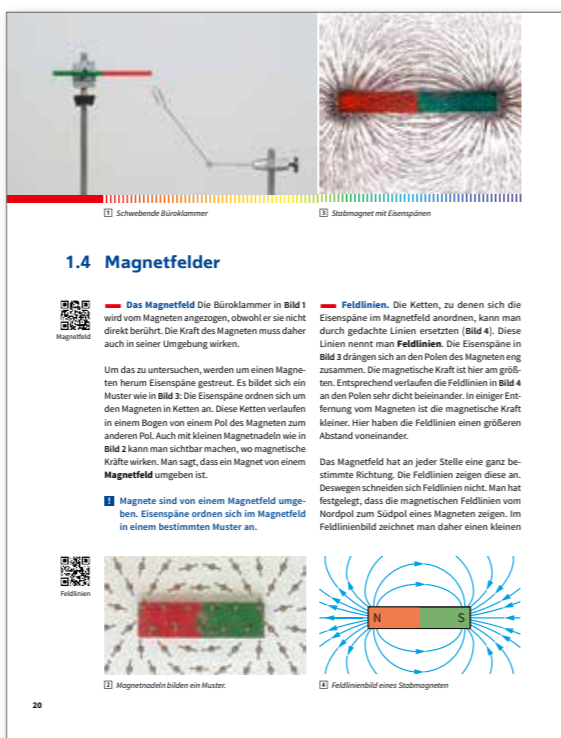 1 Schwebende Büroklammer
3 Stabmagnet mit Eisenspänen
1.4 Magnetfelder
Magnetfeld
Das Magnetfeld Die Büroklammer in Bild 1
wird vom Magneten angezogen, obwohl er sie nicht
direkt berührt. Die Kraft des Magneten muss daher
auch in seiner Umgebung wirken.
Um das zu untersuchen, werden um einen Magne-
ten herum Eisenspäne gestreut. Es bildet sich ein
Muster wie in Bild 3: Die Eisenspäne ordnen sich um
den Magneten in Ketten an. Diese Ketten verlaufen
in einem Bogen von einem Pol des Magneten zum
anderen Pol. Auch mit kleinen Magnetnadeln wie in
Bild 2 kann man sichtbar machen, wo magnetische
Kräfte wirken. Man sagt, dass ein Magnet von einem
Magnetfeld umgeben ist.
! Magnete sind von einem Magnetfeld umge-
ben. Eisenspäne ordnen sich im Magnetfeld
in einem bestimmten Muster an.
Feldlinien. Die Ketten, zu denen sich die
Eisenspäne im Magnetfeld anordnen, kann man
durch gedachte Linien ersetzten (Bild 4). Diese
Linien nennt man Feldlinien. Die Eisenspäne in
Bild 3 drängen sich an den Polen des Magneten eng
zusammen. Die magnetische Kraft ist hier am größ-
ten. Entsprechend verlaufen die Feldlinien in Bild 4
an den Polen sehr dicht beieinander. In einiger Ent-
fernung vom Magneten ist die magnetische Kraft
kleiner. Hier haben die Feldlinien einen größeren
Abstand voneinander.
Das Magnetfeld hat an jeder Stelle eine ganz be-
stimmte Richtung. Die Feldlinien zeigen diese an.
Deswegen schneiden sich Feldlinien nicht. Man hat
festgelegt, dass die magnetischen Feldlinien vom
Nordpol zum Südpol eines Magneten zeigen. Im
Feldlinienbild zeichnet man daher einen kleinen
Feldlinien
N S
2 Magnetnadeln bilden ein Muster.
4 Feldlinienbild eines Stabmagneten
20